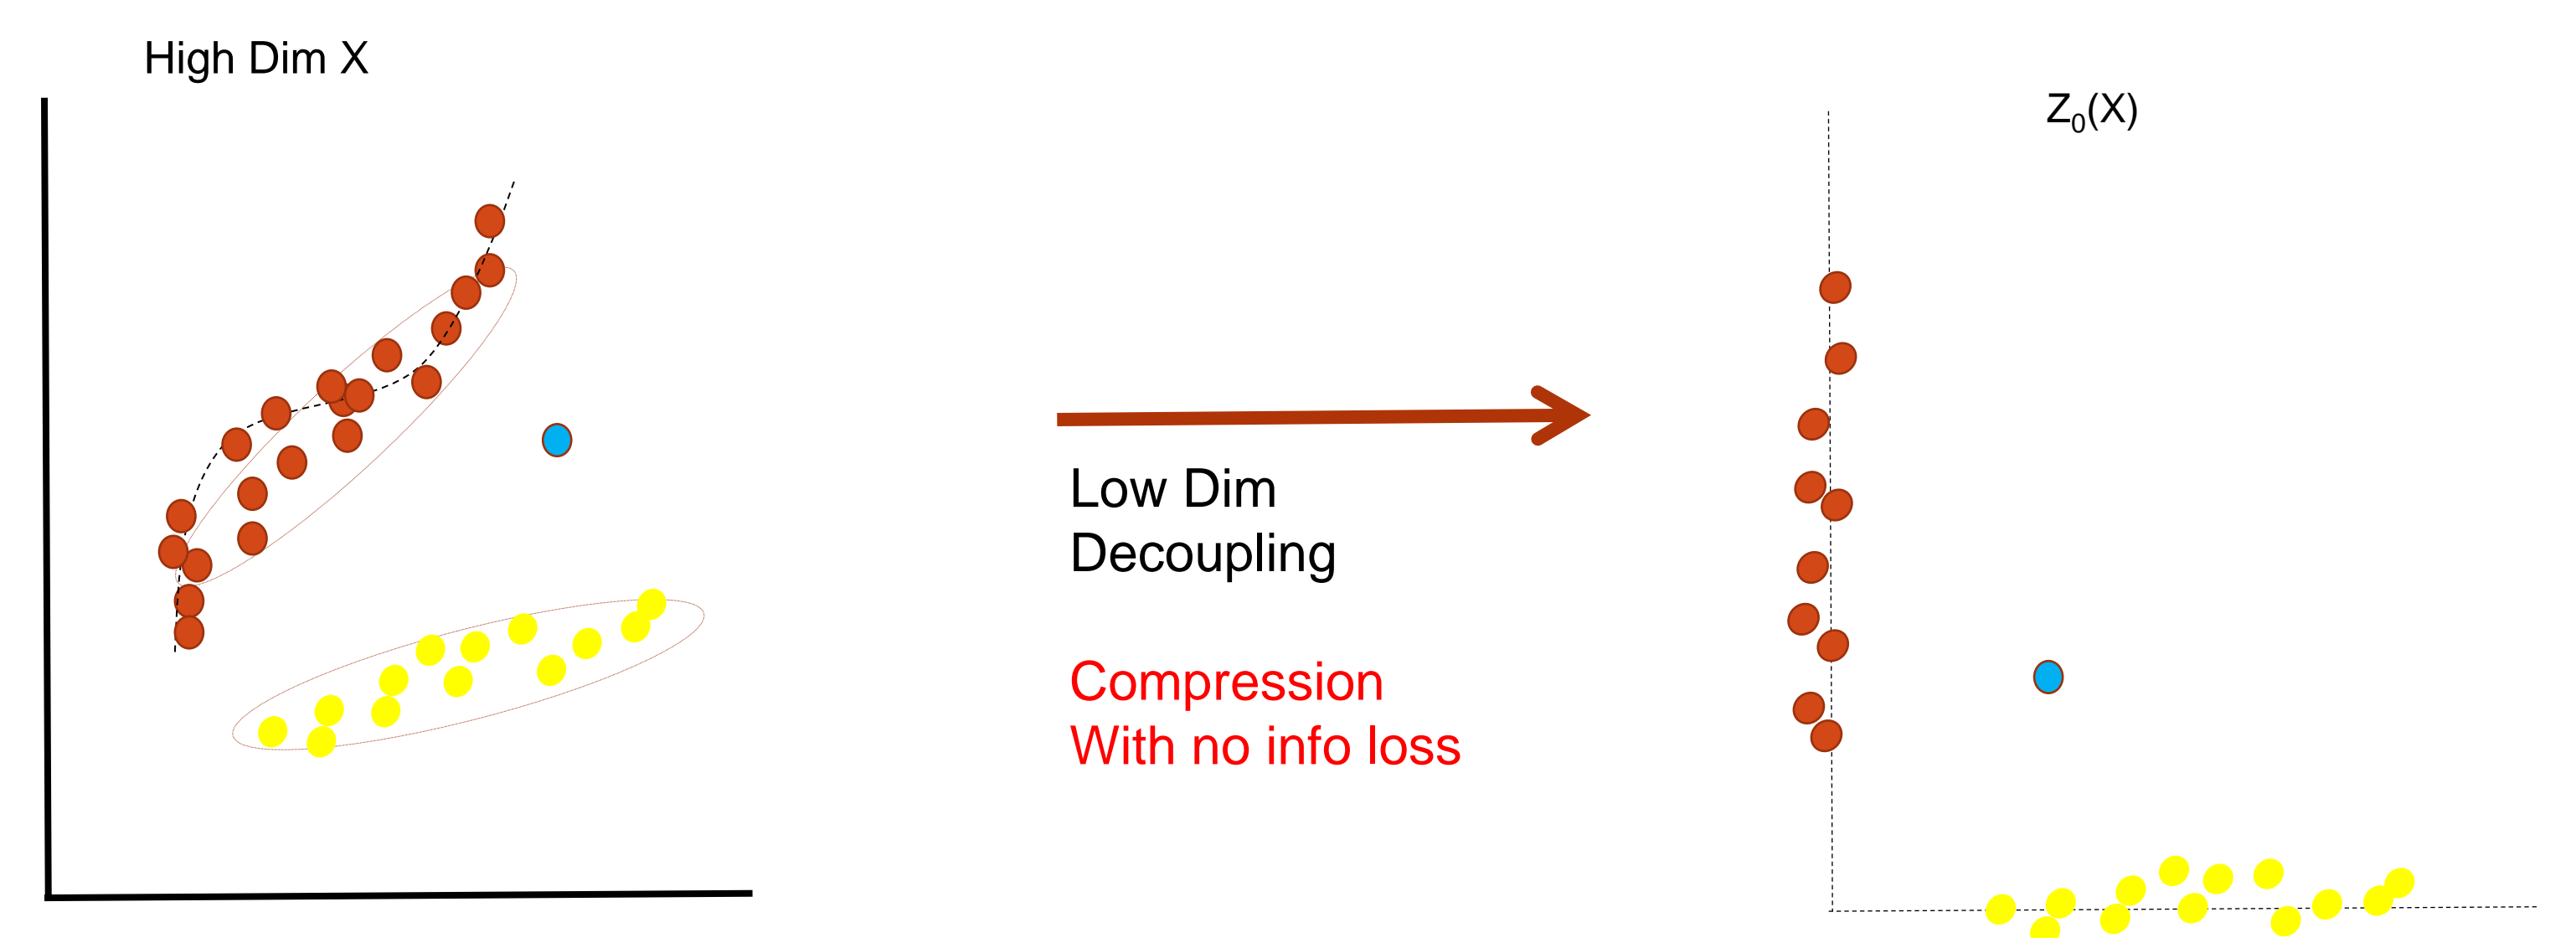 High Dim X
Z₀(X)
Low Dim
Decoupling
Compression
With no info loss